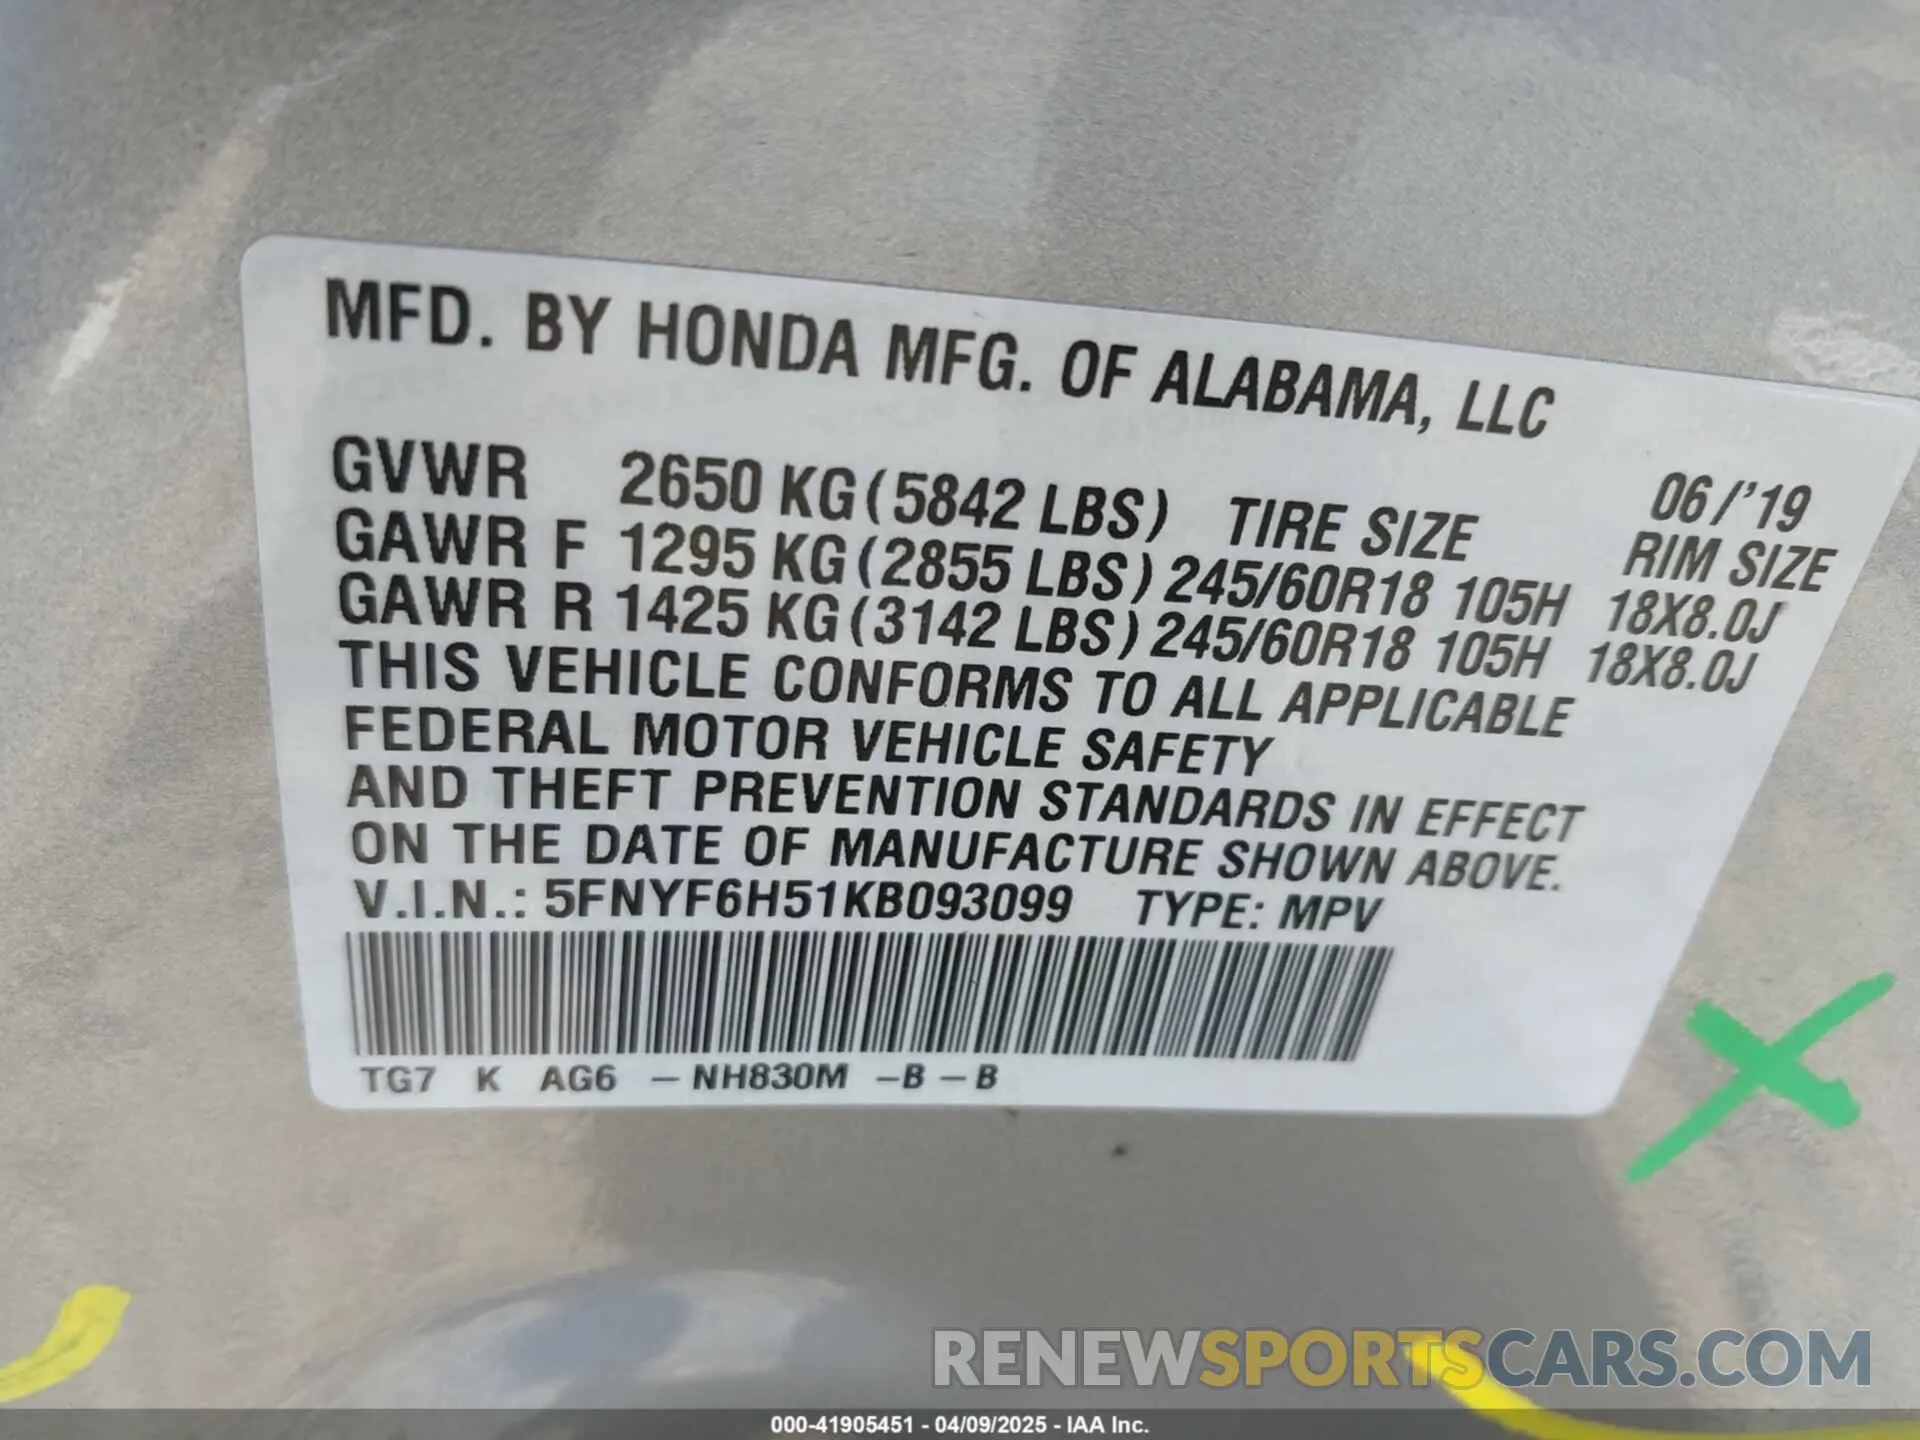 MFD. BY HONDA MFG. OF ALABAMA, LLC
06/'19
GVWR 2650 KG (5842 LBS) TIRE SIZE RIM SIZE
GAWR F 1295 KG (2855 LBS) 245/60R18 105H 18X8.0J
GAWR R 1425 KG (3142 LBS) 245/60R18 105H 18X8.0J
THIS VEHICLE CONFORMS TO ALL APPLICABLE
FEDERAL MOTOR VEHICLE SAFETY
AND THEFT PREVENTION STANDARDS IN EFFECT
ON THE DATE OF MANUFACTURE SHOWN ABOVE.
V.I.N.: 5FNYF6H51KB093099 TYPE: MPV
TG7 K AG6 – NH830M –B – B
RENEWSPORTSCARS.COM
000-41905451 - 04/09/2025 - IAA Inc.